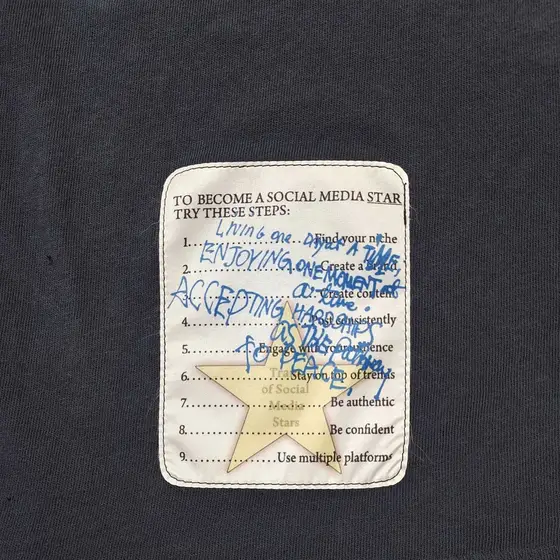 TO BECOME A SOCIAL MEDIA STAR
TRY THESE STEPS:
1..................Find your niche
2..................Create a Brand
3..................Create content
4..................Post consistently
5..................Engage with your audience
6..................Stay on top of trends
7..................Be authentic
8..................Be confident
9..................Use multiple platforms
Living one Day AT A TIME,
ENJOYING ONE MOMENT at
a time.
ACCEPTING HARDSHIPS
AS THE Pathway
TO PEACE.
of Social
Media
Stars